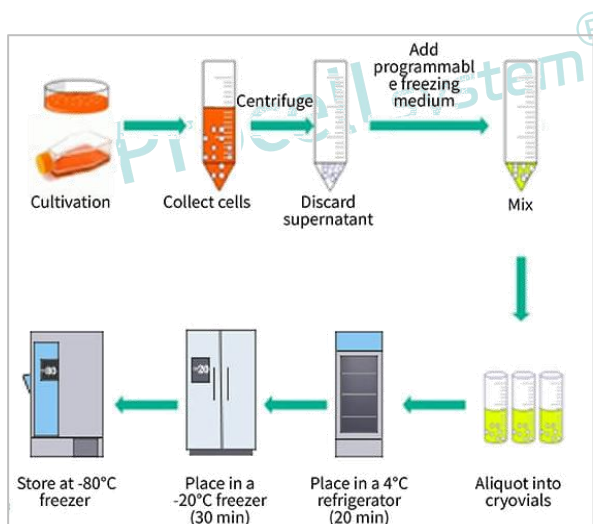 Procell system®
Add
programmabl
e freezing
medium
Centrifuge
Cultivation
Collect cells
Discard
supernatant
Mix
-80
-20
Store at -80°C
freezer
Place in a
-20°C freezer
(30 min)
Place in a 4°C
refrigerator
(20 min)
Aliquot into
cryovials